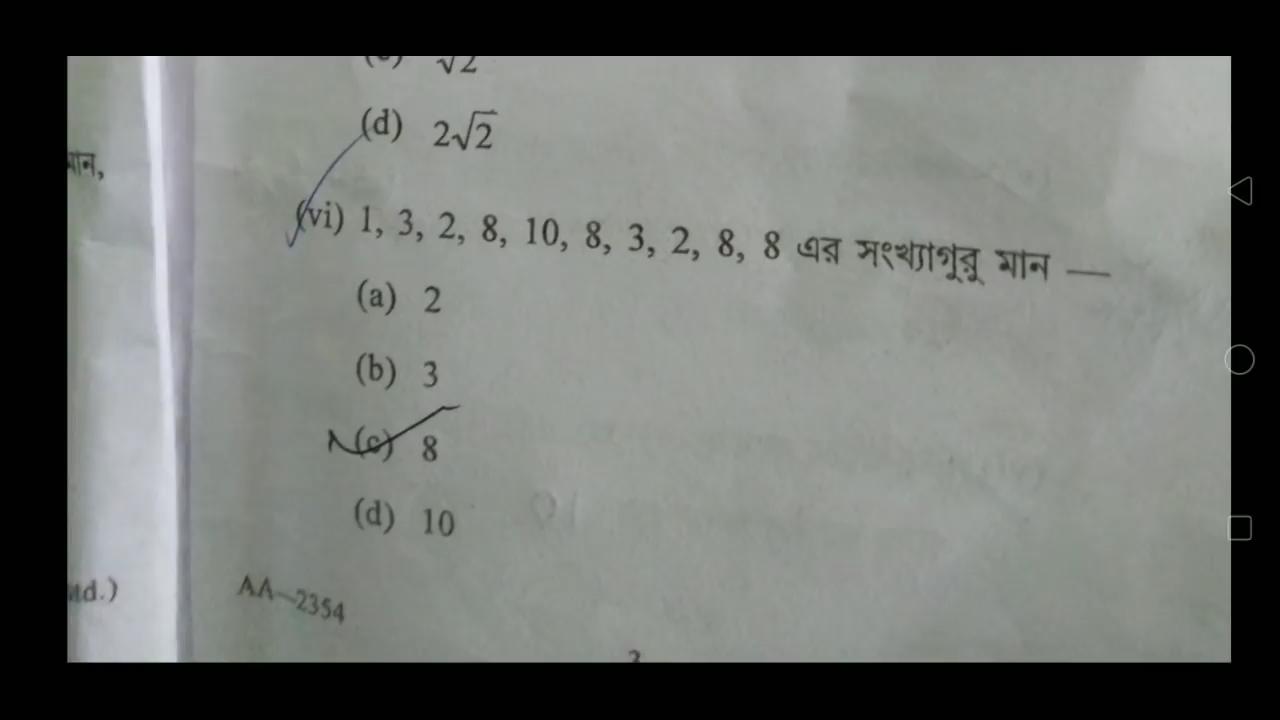 (d) 2√2
মান,
(vi) 1, 3, 2, 8, 10, 8, 3, 2, 8, 8 এর সংখ্যাগুরু মান —
(a) 2
(b) 3
(c) 8
(d) 10
AA-2354